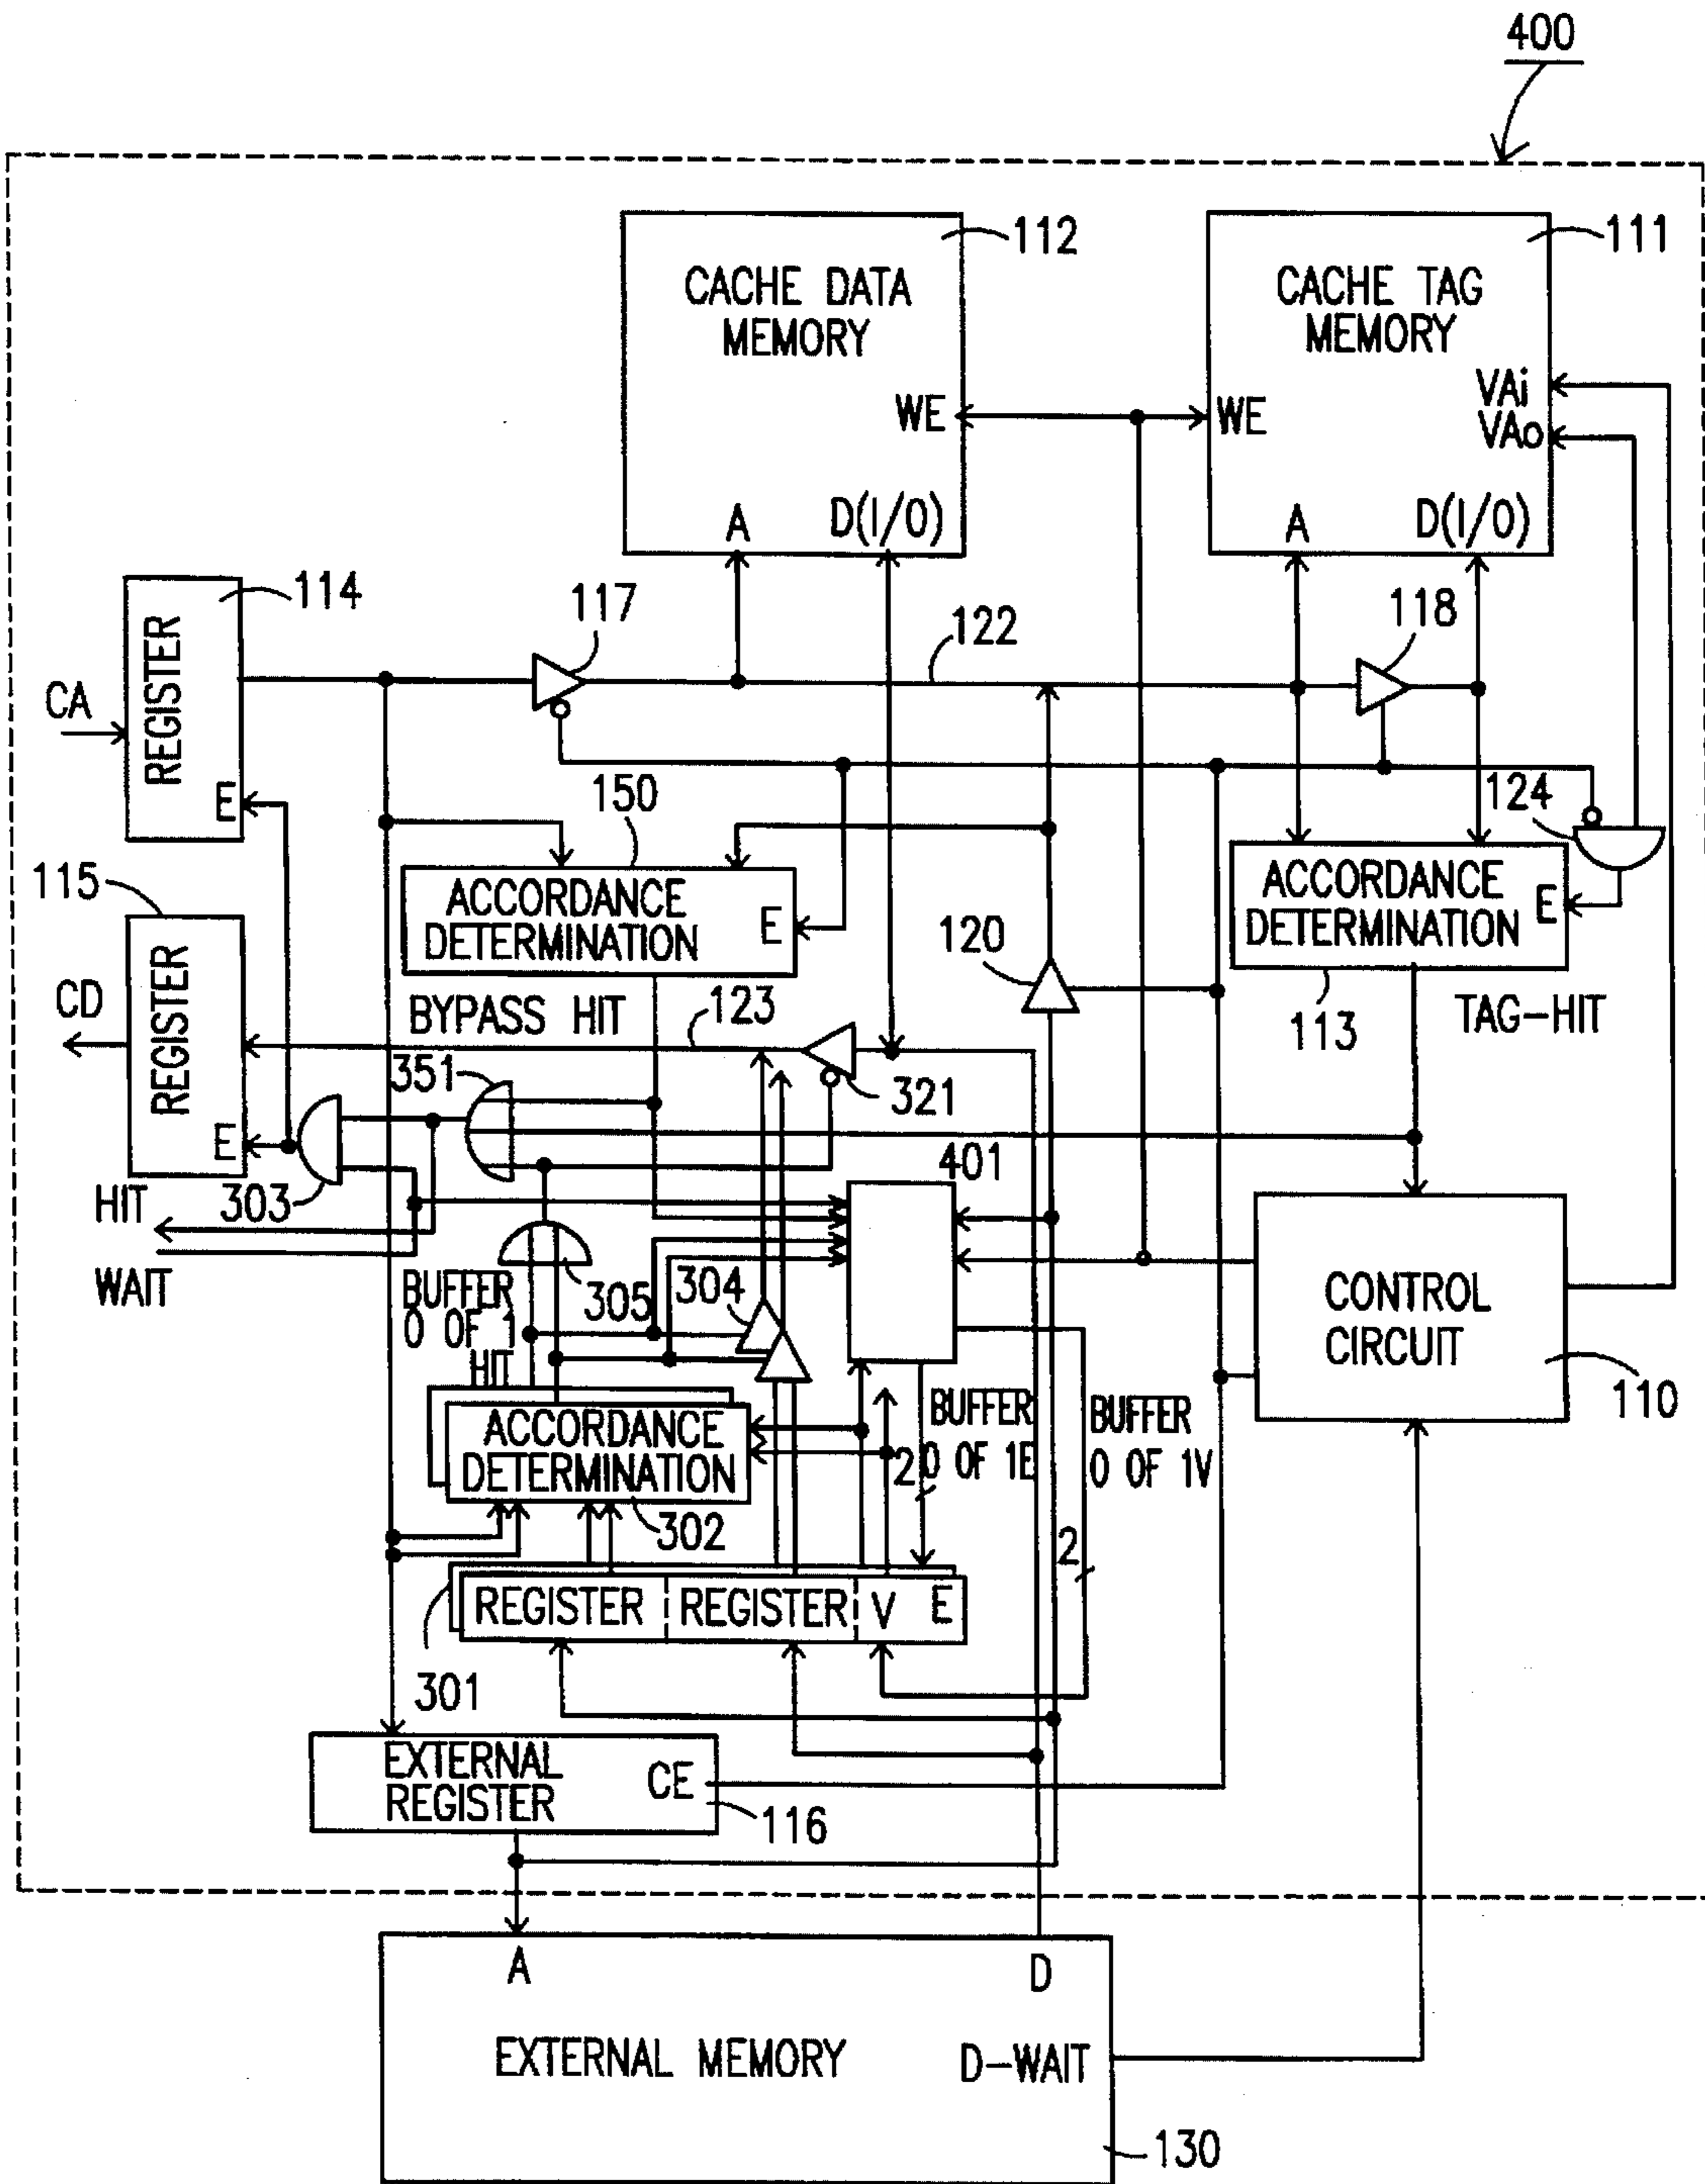 400
112
111
CACHE DATA
MEMORY
CACHE TAG
MEMORY
VAi
WE
WE
VAo
A
D(I/O)
A
D(I/O)
114
117
122
118
REGISTER
CA
E
150
124
115
ACCORDANCE
DETERMINATION
E
ACCORDANCE
DETERMINATION
E
120
REGISTER
CD
BYPASS HIT
123
113
TAG-HIT
351
321
E
401
HIT
303
WAIT
BUFFER
0 OF 1
HIT
305
304
CONTROL
CIRCUIT
110
ACCORDANCE
DETERMINATION
BUFFER
0 OF 1E
BUFFER
0 OF 1V
2
302
2
REGISTER
REGISTER
V
E
301
EXTERNAL
REGISTER
CE
116
A
D
EXTERNAL MEMORY
D-WAIT
130